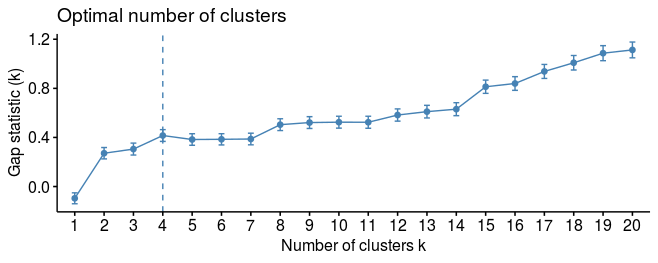 Optimal number of clusters
Gap statistic (k)
1.2
0.8
0.4
0.0
1 2 3 4 5 6 7 8 9 10 11 12 13 14 15 16 17 18 19 20
Number of clusters k